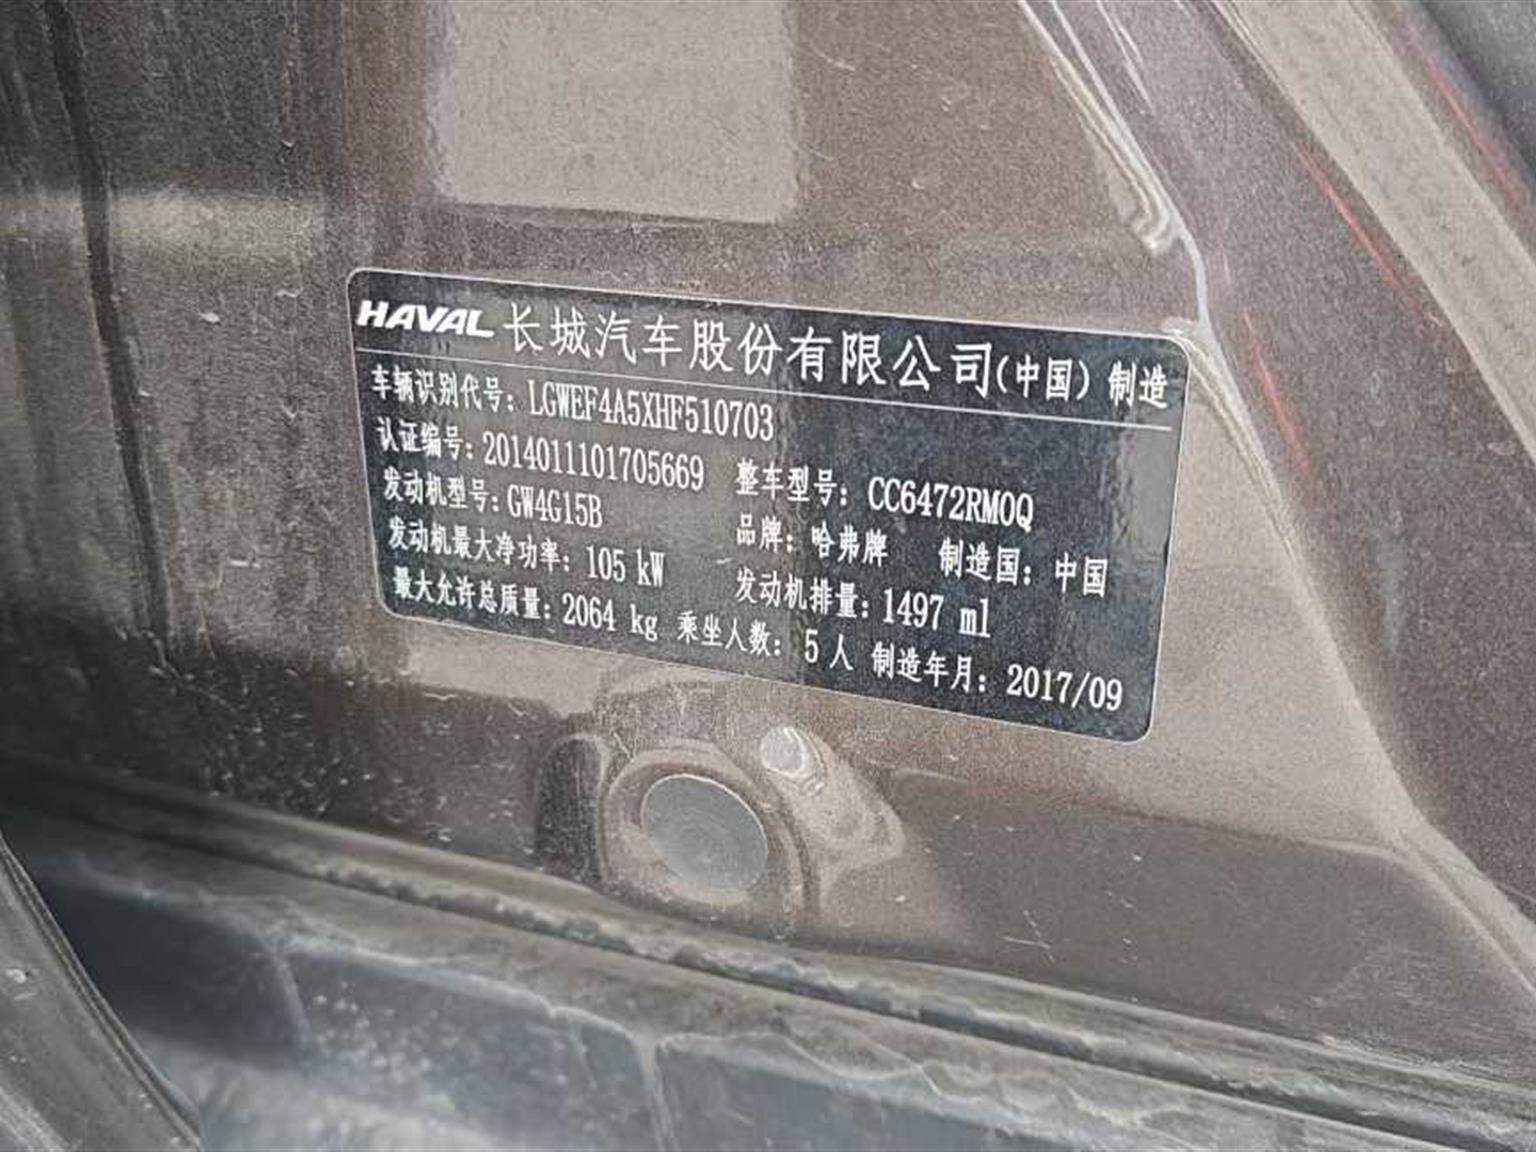 HAVAL 长城汽车股份有限公司(中国) 制造
车辆识别代号: LGWEF4A5XHF510703
认证编号: 2014011101705669 整车型号: CC6472RM0Q
发动机型号: GW4G15B 品牌: 哈弗牌 制造国: 中国
发动机最大净功率: 105 kW 发动机排量: 1497 ml
最大允许总质量: 2064 kg 乘坐人数: 5 人 制造年月: 2017/09